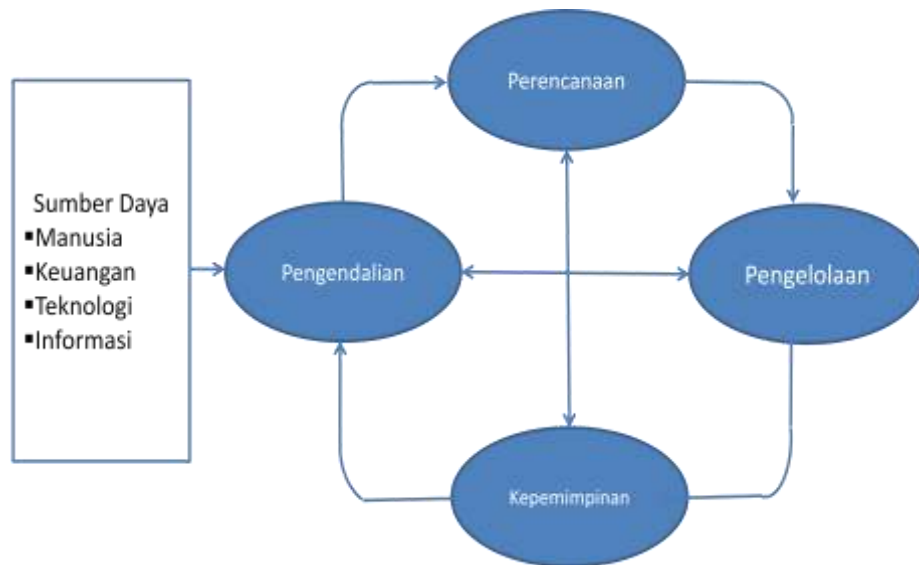 Perencanaan
Sumber Daya
▪Manusia
▪Keuangan
▪Teknologi
▪Informasi
Pengendalian
Pengelolaan
Kepemimpinan